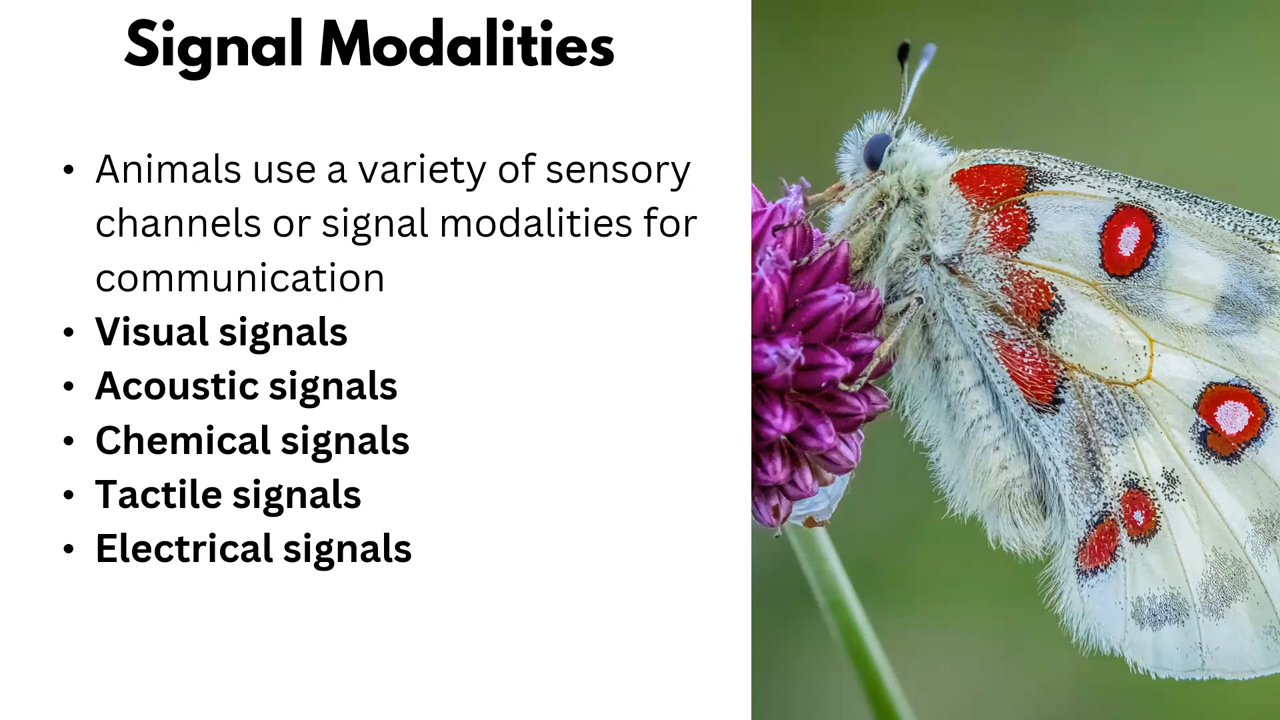 Signal Modalities
• Animals use a variety of sensory
channels or signal modalities for
communication
• Visual signals
• Acoustic signals
• Chemical signals
• Tactile signals
• Electrical signals